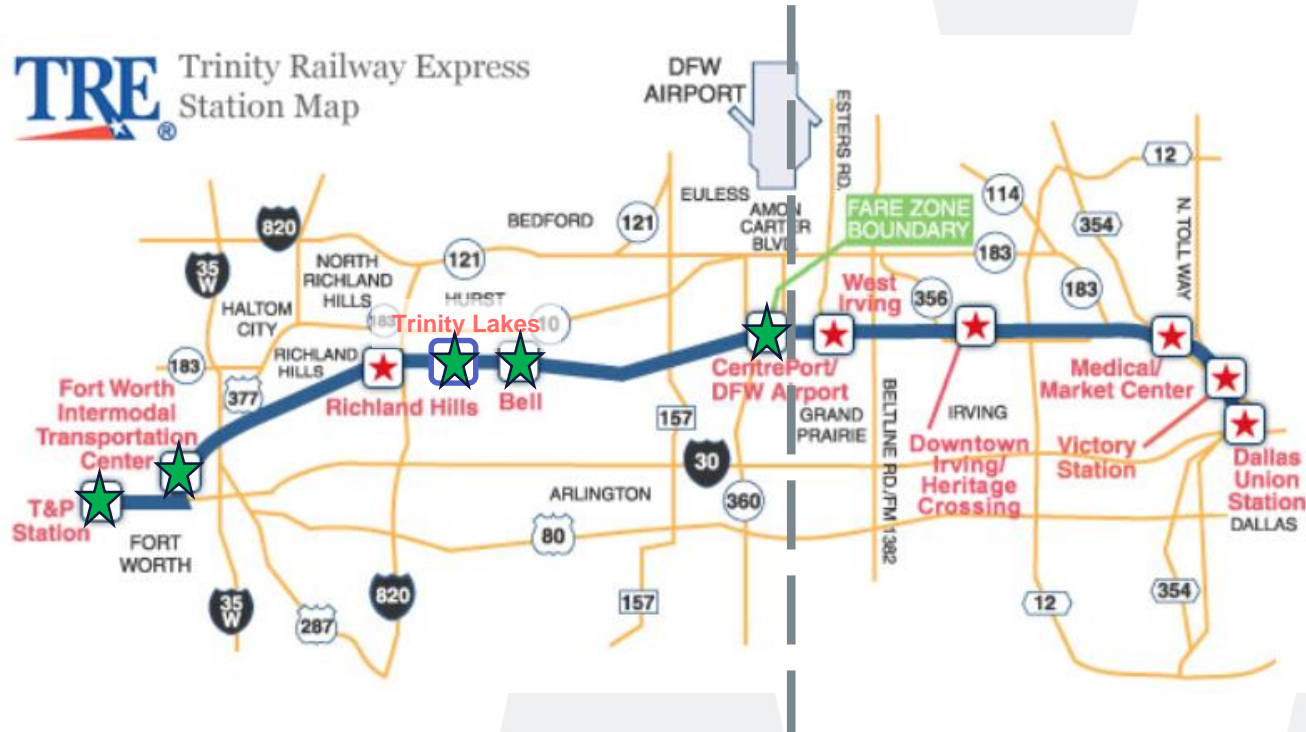 TRE®
Trinity Railway Express
Station Map
DFW
AIRPORT
ESTERS RD.
12
114
354
N. TOLL WAY
820
BEDFORD
121
EULESS
AMON
CARTER
BLVD.
FARE ZONE
BOUNDARY
183
35
W
NORTH
RICHLAND
HILLS
121
HALTOM
CITY
HURST
West
Irving
356
183
183
Trinity Lakes
10
183
RICHLAND
HILLS
377
Richland Hills
Bell
CentrePort/
DFW Airport
Medical/
Market Center
Fort Worth
Intermodal
Transportation
Center
157
GRAND
PRAIRIE
BELTLINE RD./FM 1382
IRVING
Downtown
Irving/
Heritage
Crossing
Victory
Station
Dallas
Union
Station
DALLAS
30
T&P
Station
ARLINGTON
360
FORT
WORTH
80
35
W
287
820
157
12
354